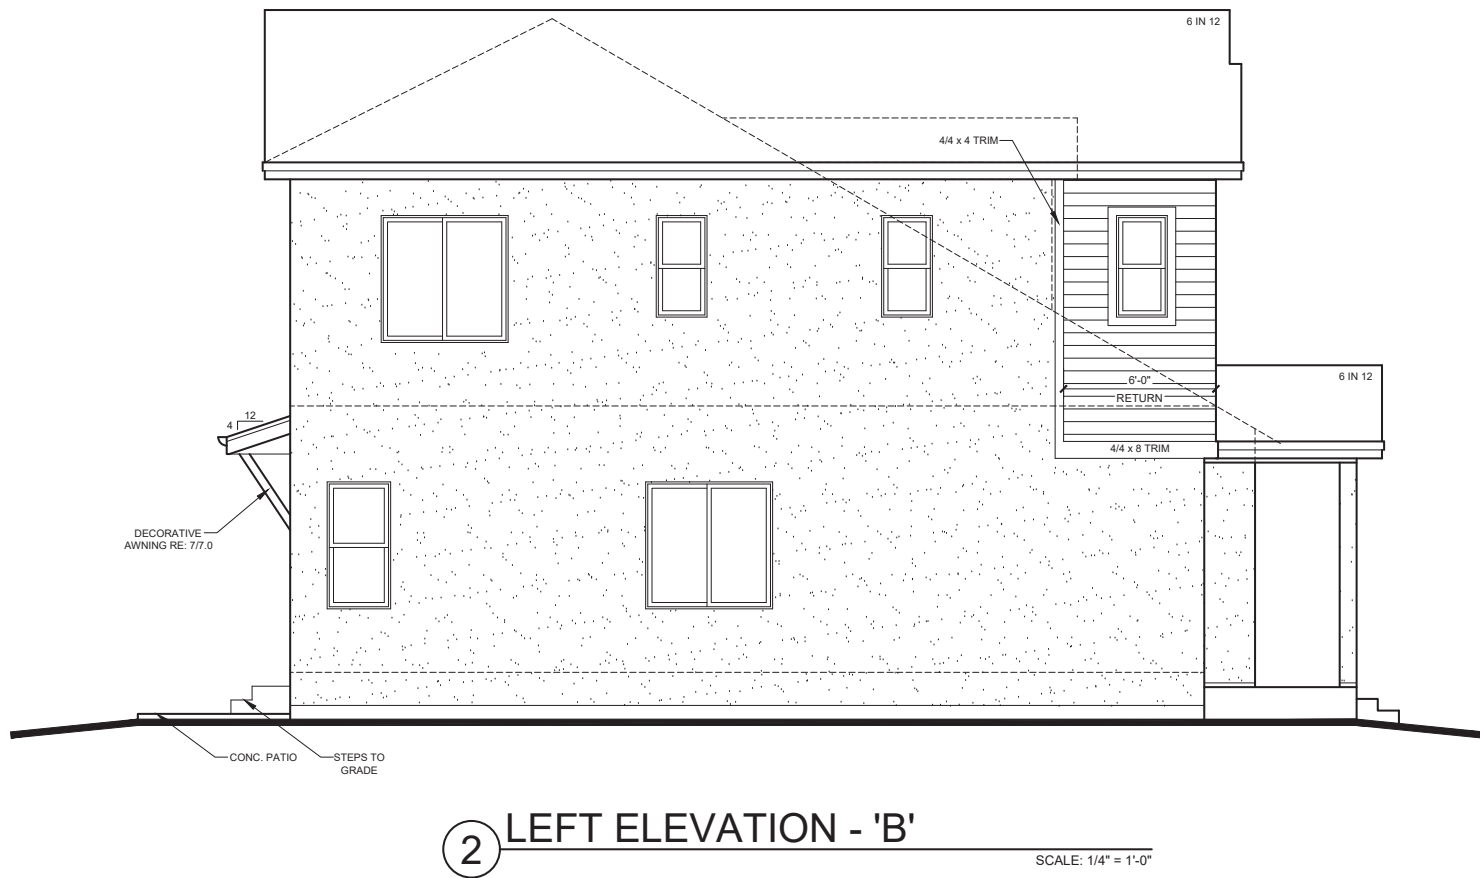 6 IN 12
4/4 x 4 TRIM
6'-0"
RETURN
6 IN 12
12
4
4/4 x 8 TRIM
DECORATIVE
AWNING RE: 7/7.0
CONC. PATIO
STEPS TO
GRADE
2
LEFT ELEVATION - 'B'
SCALE: 1/4" = 1'-0"